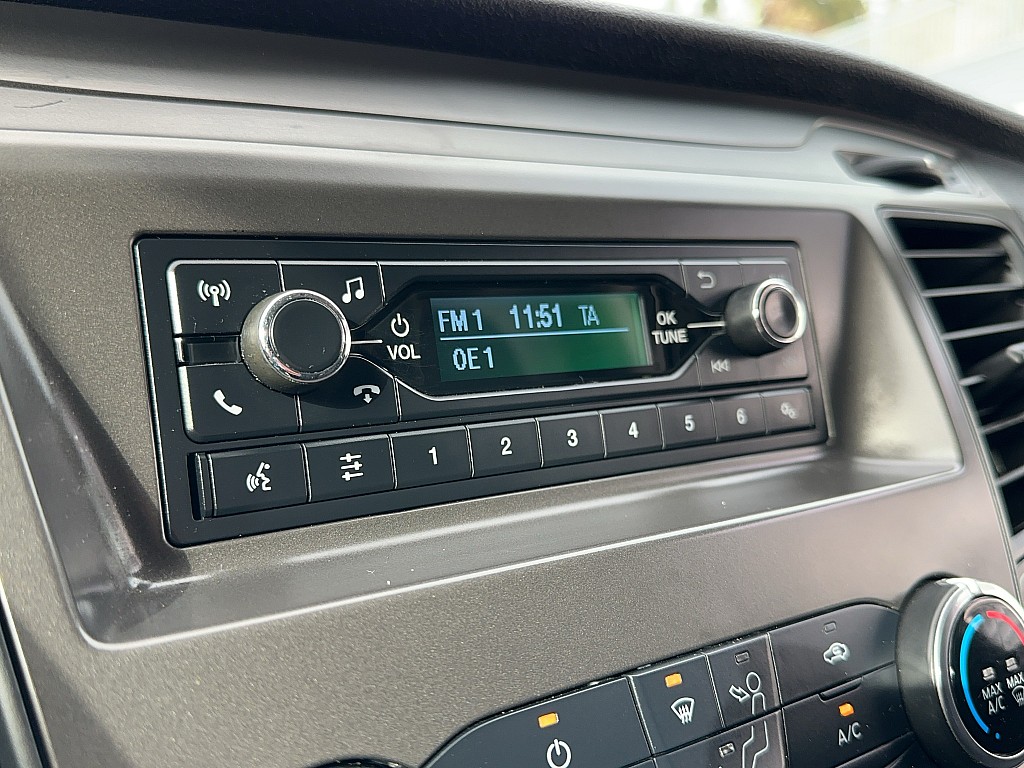 FM1 11:51 TA
OE1
VOL
OK
TUNE
1 2 3 4 5 6
MAX
A/C
MAX
A/C